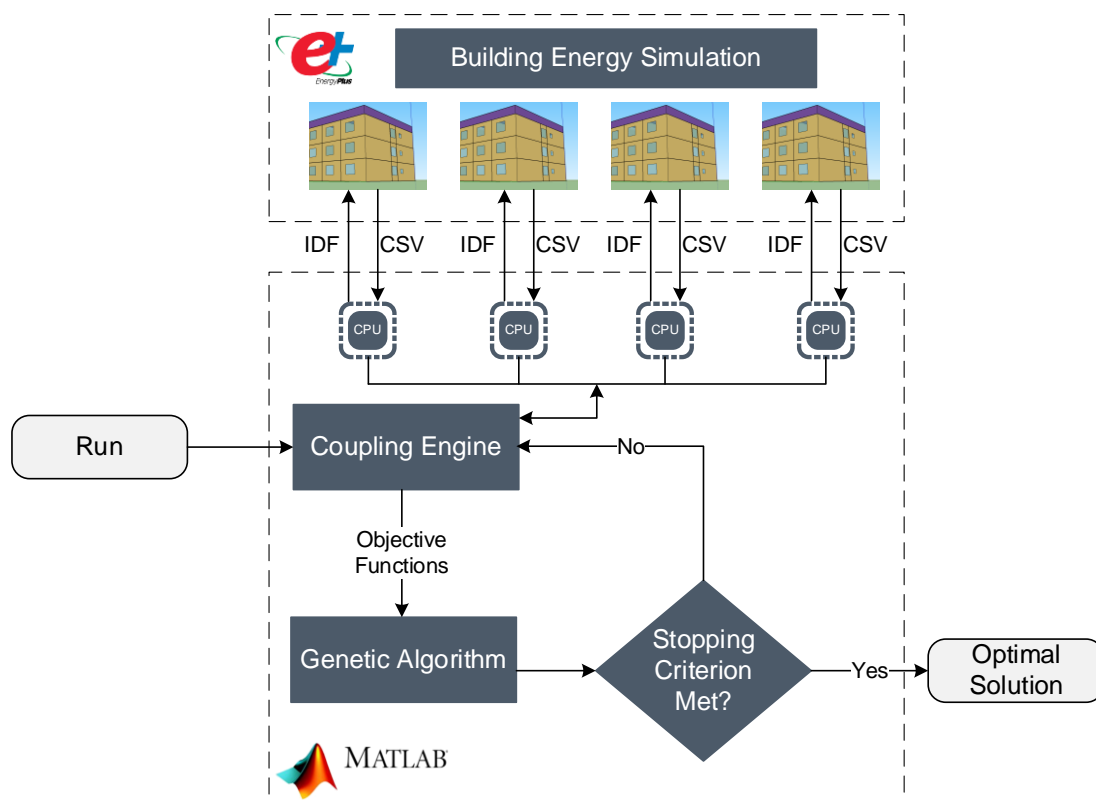 e+
EnergyPlus
Building Energy Simulation
IDF CSV IDF CSV IDF CSV IDF CSV
CPU CPU CPU CPU
Run
Coupling Engine
No
Objective
Functions
Genetic Algorithm
Stopping
Criterion
Met?
Yes
Optimal
Solution
MATLAB